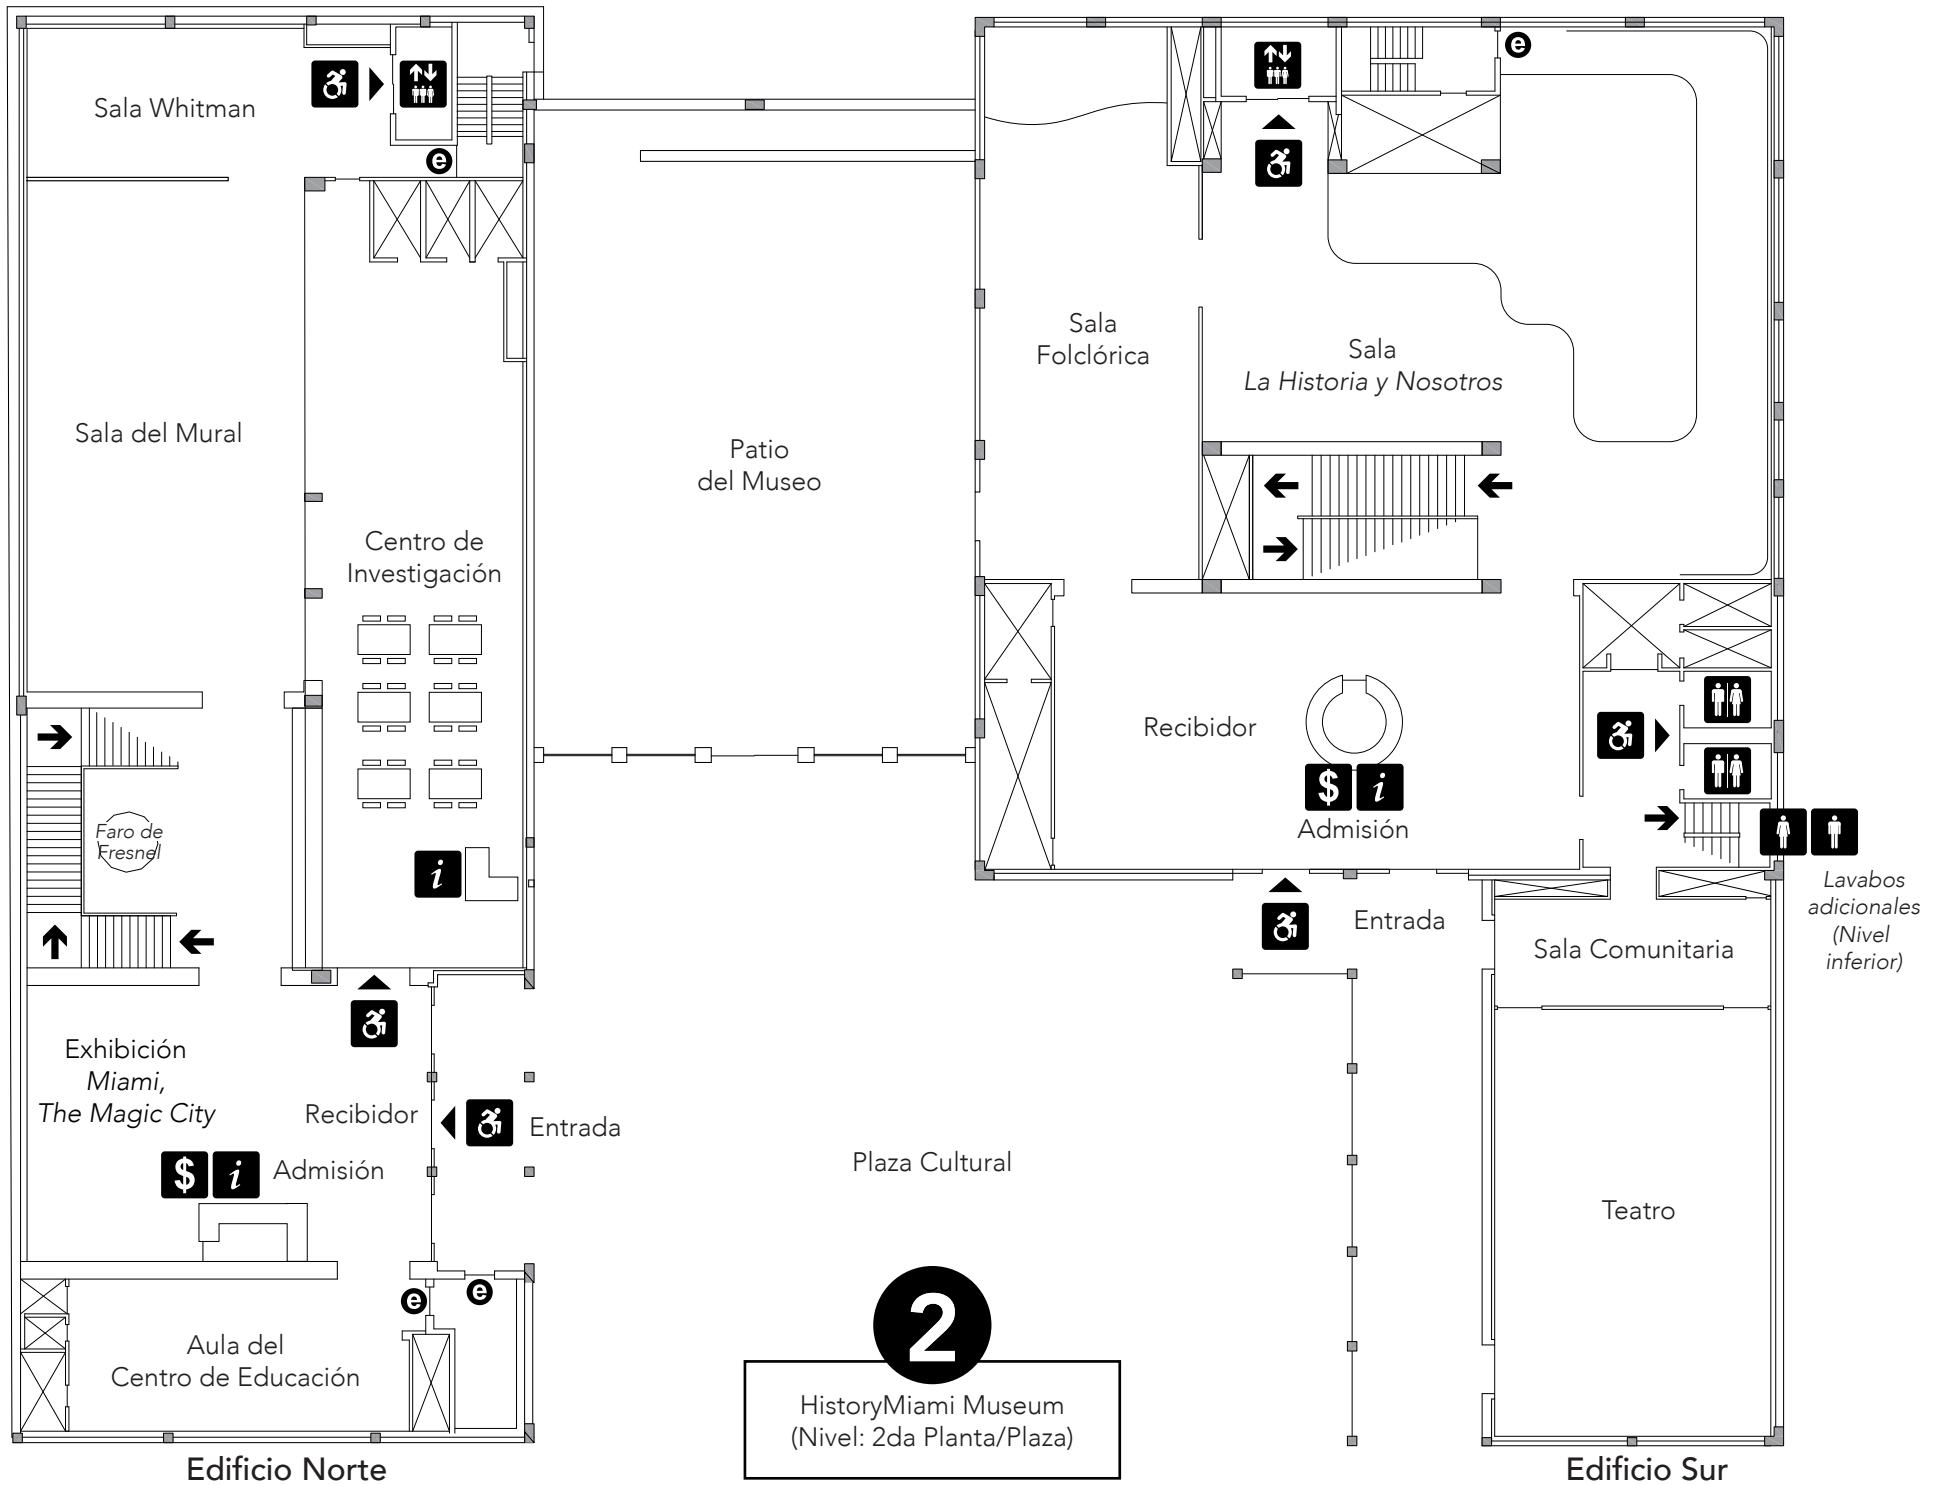 Sala Whitman
e
e
Sala
Folclórica
Sala
La Historia y Nosotros
Sala del Mural
Patio
del Museo
Centro de
Investigación
Recibidor
$ i
Admisión
Faro de
Fresnel
i
Lavabos
adicionales
(Nivel
inferior)
Entrada
Sala Comunitaria
Exhibición
Miami,
The Magic City
Recibidor
Entrada
$ i Admisión
Plaza Cultural
Teatro
e
e
Aula del
Centro de Educación
2
HistoryMiami Museum
(Nivel: 2da Planta/Plaza)
Edificio Norte
Edificio Sur